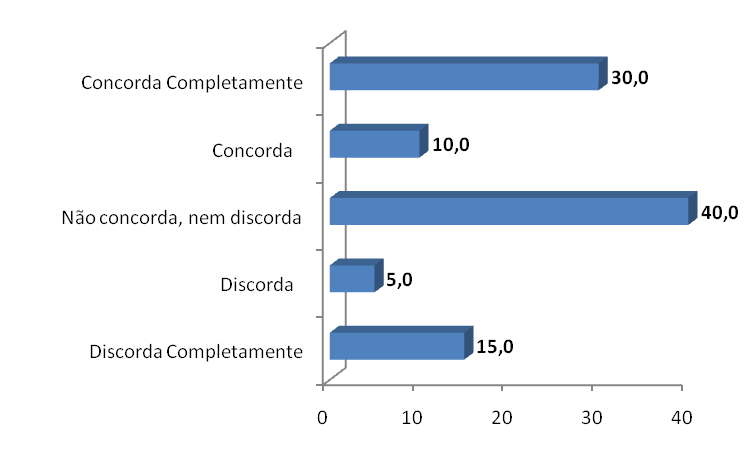 Concorda Completamente 30,0
Concorda 10,0
Não concorda, nem discorda 40,0
Discorda 5,0
Discorda Completamente 15,0
0 10 20 30 40